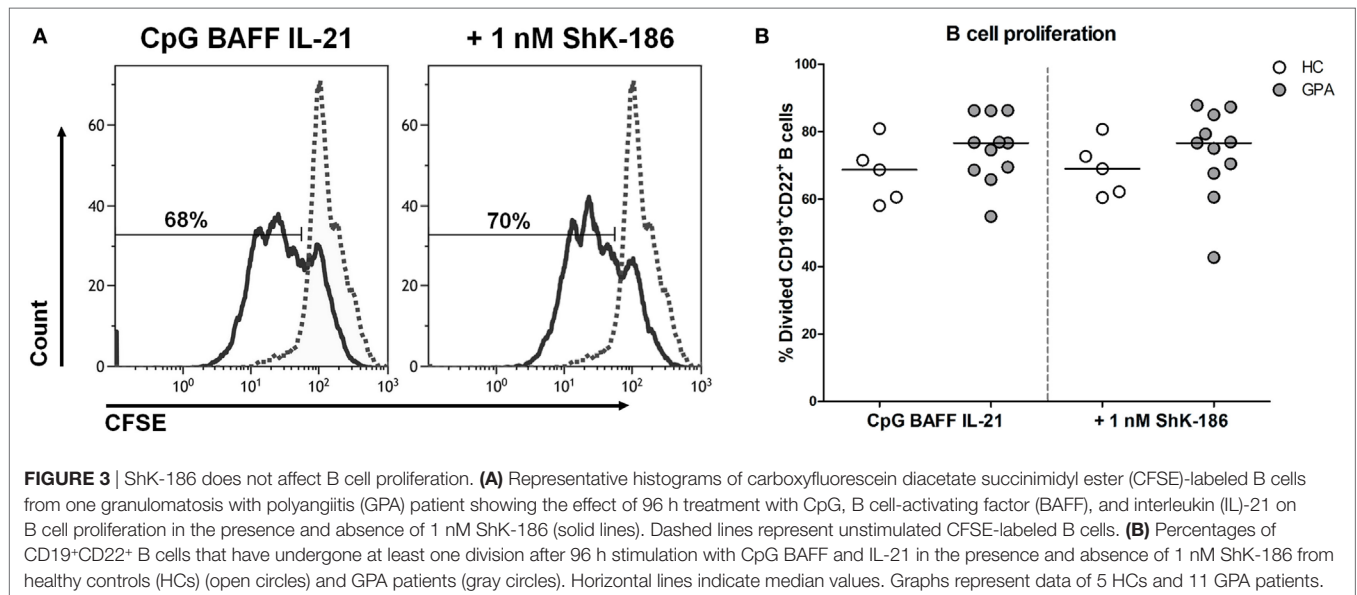 A
CpG BAFF IL-21
+ 1 nM ShK-186
60
40
20
0
68%
10⁰ 10¹ 10² 10³
60
40
20
0
70%
10⁰ 10¹ 10² 10³
Count
CFSE
B
B cell proliferation
% Divided CD19⁺CD22⁺ B cells
100
80
60
40
20
0
CpG BAFF IL-21
+ 1 nM ShK-186
HC
GPA
FIGURE 3 | ShK-186 does not affect B cell proliferation. (A) Representative histograms of carboxyfluorescein diacetate succinimidyl ester (CFSE)-labeled B cells
from one granulomatosis with polyangiitis (GPA) patient showing the effect of 96 h treatment with CpG, B cell-activating factor (BAFF), and interleukin (IL)-21 on
B cell proliferation in the presence and absence of 1 nM ShK-186 (solid lines). Dashed lines represent unstimulated CFSE-labeled B cells. (B) Percentages of
CD19⁺CD22⁺ B cells that have undergone at least one division after 96 h stimulation with CpG BAFF and IL-21 in the presence and absence of 1 nM ShK-186 from
healthy controls (HCs) (open circles) and GPA patients (gray circles). Horizontal lines indicate median values. Graphs represent data of 5 HCs and 11 GPA patients.